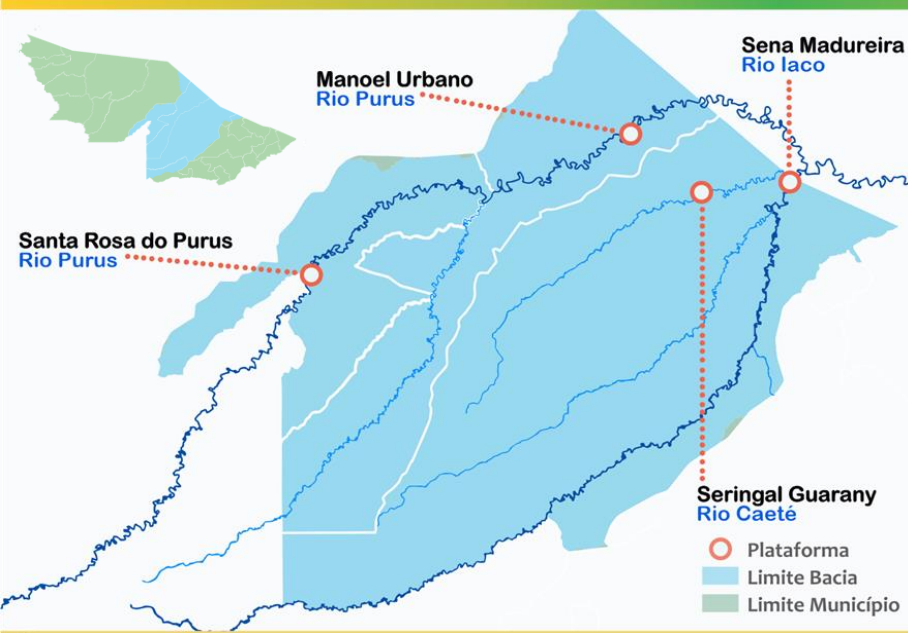 Sena Madureira
Rio Iaco
Manoel Urbano
Rio Purus
Santa Rosa do Purus
Rio Purus
Seringal Guarany
Rio Caeté
Plataforma
Limite Bacia
Limite Município